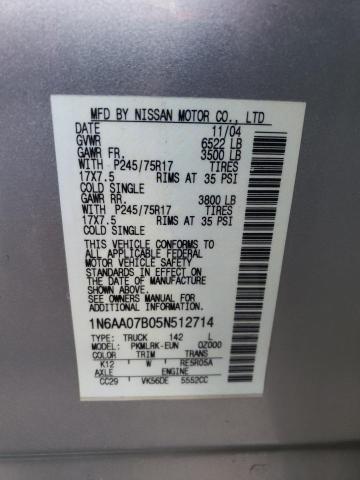 MFD BY NISSAN MOTOR CO., LTD
DATE 11/04
GVWR 6522 LB
GAWR FR. 3500 LB
WITH P245/75R17 TIRES
17X7.5 RIMS AT 35 PSI
COLD SINGLE
GAWR RR. 3800 LB
WITH P245/75R17 TIRES
17X7.5 RIMS AT 35 PSI
COLD SINGLE
THIS VEHICLE CONFORMS TO
ALL APPLICABLE FEDERAL
MOTOR VEHICLE SAFETY
STANDARDS IN EFFECT ON THE
DATE OF MANUFACTURE
SEE OWNERS MANUAL FOR
ADDITIONAL INFORMATION
1N6AA07B05N512714
TYPE: TRUCK 142 L
MODEL: PKMLRK-EUN 0Z000
COLOR TRIM TRANS
K12 W RE5R05A
AXLE ENGINE
CC29 VK56DE 5552CC